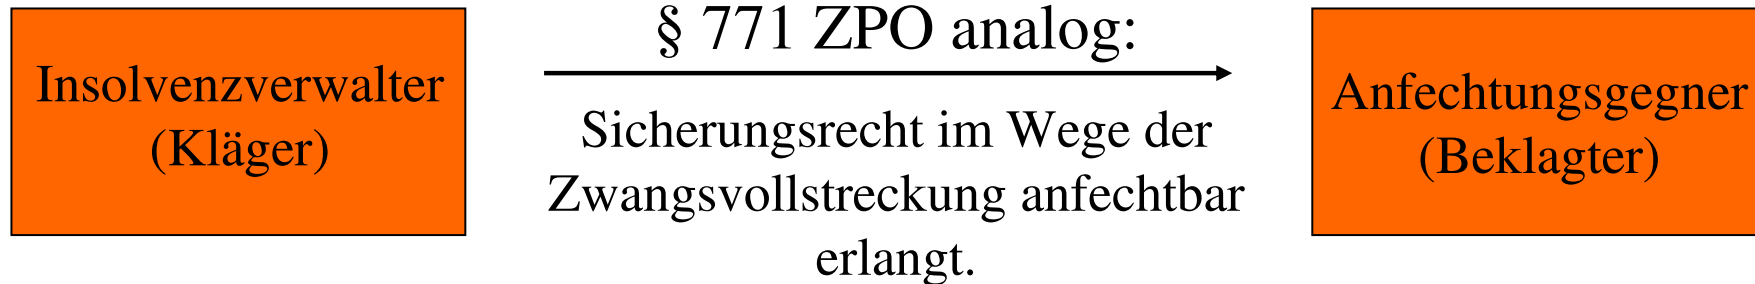 Insolvenzverwalter
(Kläger)
§ 771 ZPO analog:
Sicherungsrecht im Wege der
Zwangsvollstreckung anfechtbar
erlangt.
Anfechtungsgegner
(Beklagter)